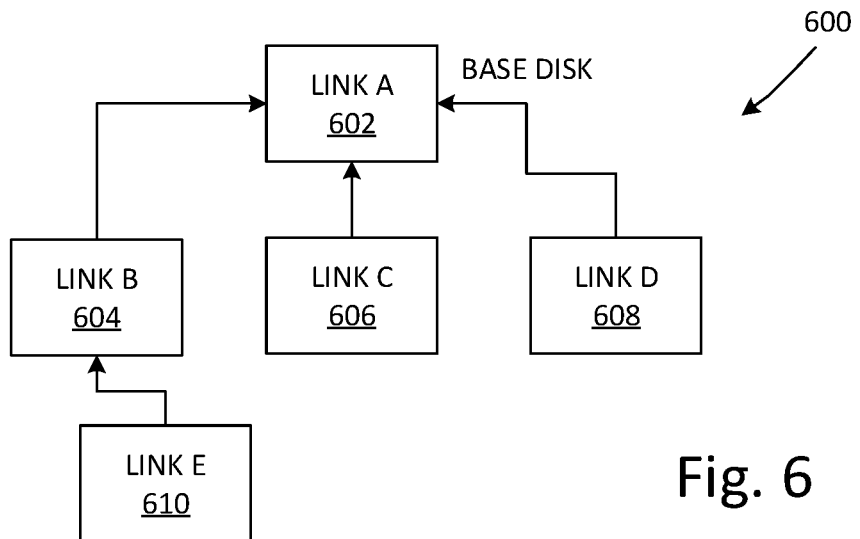 600
BASE DISK
LINK A
602
LINK B
604
LINK C
606
LINK D
608
LINK E
610
Fig. 6